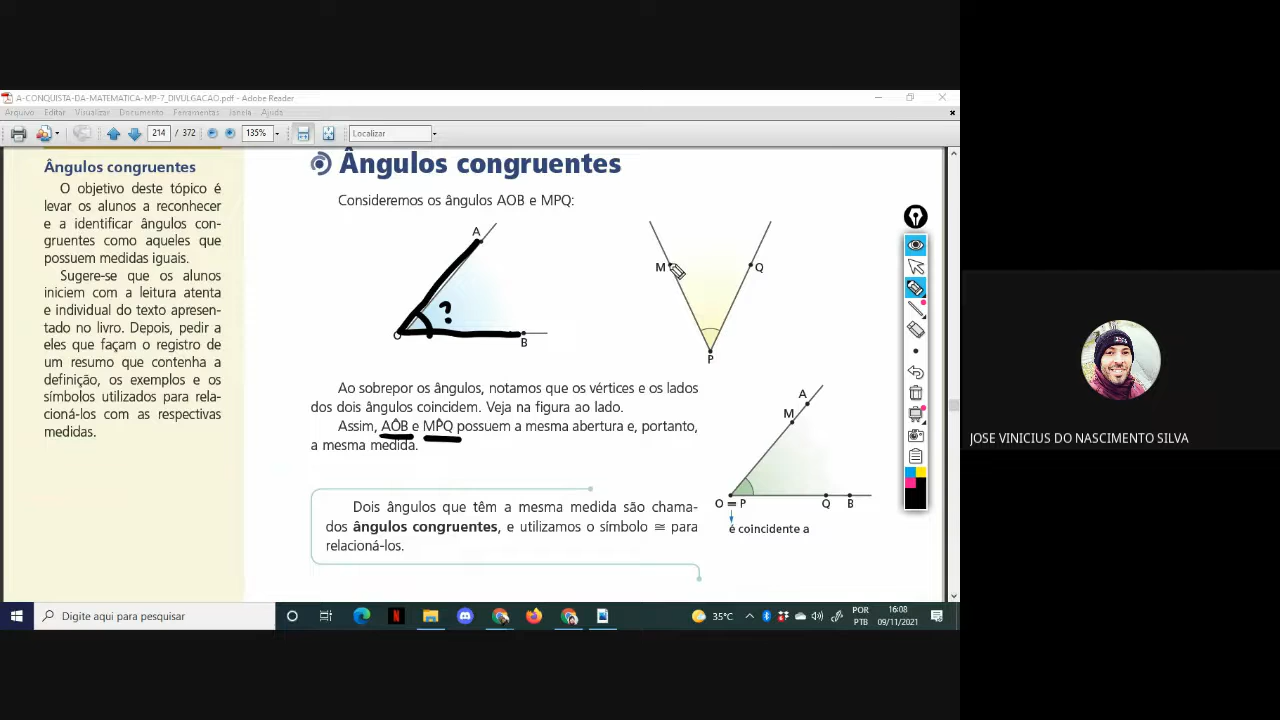 A-CONQUISTA-DA-MATEMATICA-MP-7_DIVULGACAO.pdf - Adobe Reader
Arquivo Editar Visualizar Documento Ferramentas Janela Ajuda
214 / 372 135% Localizar
Ângulos congruentes
O objetivo deste tópico é
levar os alunos a reconhecer
e a identificar ângulos con-
gruentes como aqueles que
possuem medidas iguais.
Sugere-se que os alunos
iniciem com a leitura atenta
e individual do texto apresen-
tado no livro. Depois, pedir a
eles que façam o registro de
um resumo que contenha a
definição, os exemplos e os
símbolos utilizados para rela-
cioná-los com as respectivas
medidas.
Ângulos congruentes
Consideremos os ângulos AOB e MPQ:
A
?
O
B
M
Q
P
Ao sobrepor os ângulos, notamos que os vértices e os lados
dos dois ângulos coincidem. Veja na figura ao lado.
Assim, AÔB e MP̂Q possuem a mesma abertura e, portanto,
a mesma medida.
A
M
O = P
Q B
é coincidente a
Dois ângulos que têm a mesma medida são chama-
dos ângulos congruentes, e utilizamos o símbolo ≅ para
relacioná-los.
JOSE VINICIUS DO NASCIMENTO SILVA
Digite aqui para pesquisar
35°C
POR
PTB
16:08
09/11/2021